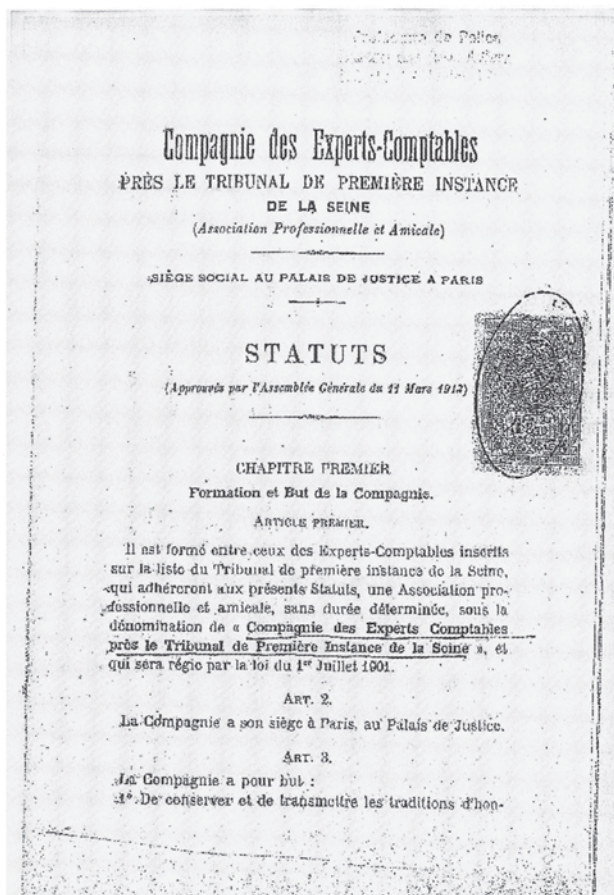 Préfecture de Police
Compagnie des Experts-Comptables
PRÈS LE TRIBUNAL DE PREMIÈRE INSTANCE
DE LA SEINE
(Association Professionnelle et Amicale)
SIÈGE SOCIAL AU PALAIS DE JUSTICE A PARIS
STATUTS
(Approuvés par l'Assemblée Générale du 11 Mars 1912)
CHAPITRE PREMIER
Formation et But de la Compagnie.
ARTICLE PREMIER.
Il est formé entre ceux des Experts-Comptables inscrits
sur la liste du Tribunal de première instance de la Seine,
qui adhéreront aux présents Statuts, une Association pro-
fessionnelle et amicale, sans durée déterminée, sous la
dénomination de « Compagnie des Experts Comptables
près le Tribunal de Première Instance de la Seine », et
qui sera régie par la loi du 1er Juillet 1901.
ART. 2.
La Compagnie a son siège à Paris, au Palais de Justice.
ART. 3.
La Compagnie a pour but :
1° De conserver et de transmettre les traditions d'hon-